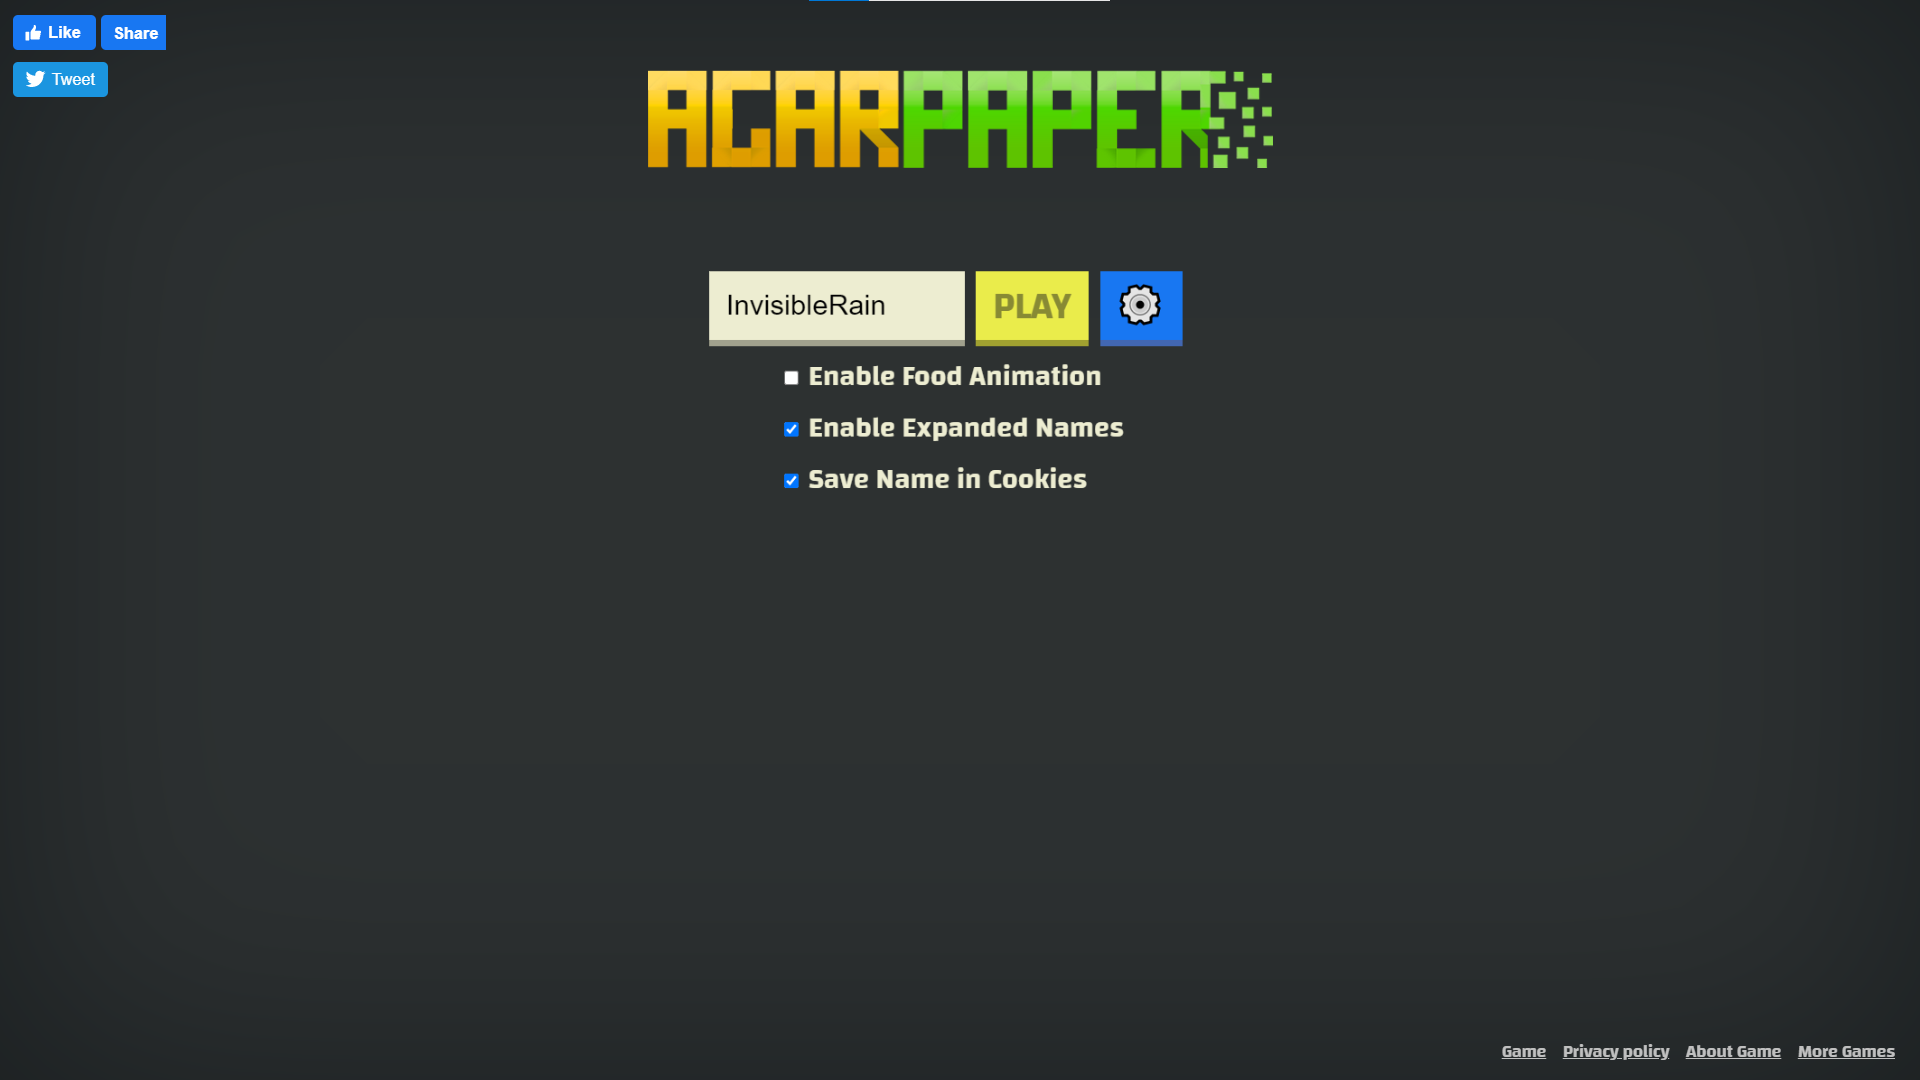 Like Share
Tweet
AGARPAPER
InvisibleRain PLAY
Enable Food Animation
Enable Expanded Names
Save Name in Cookies
Game Privacy policy About Game More Games